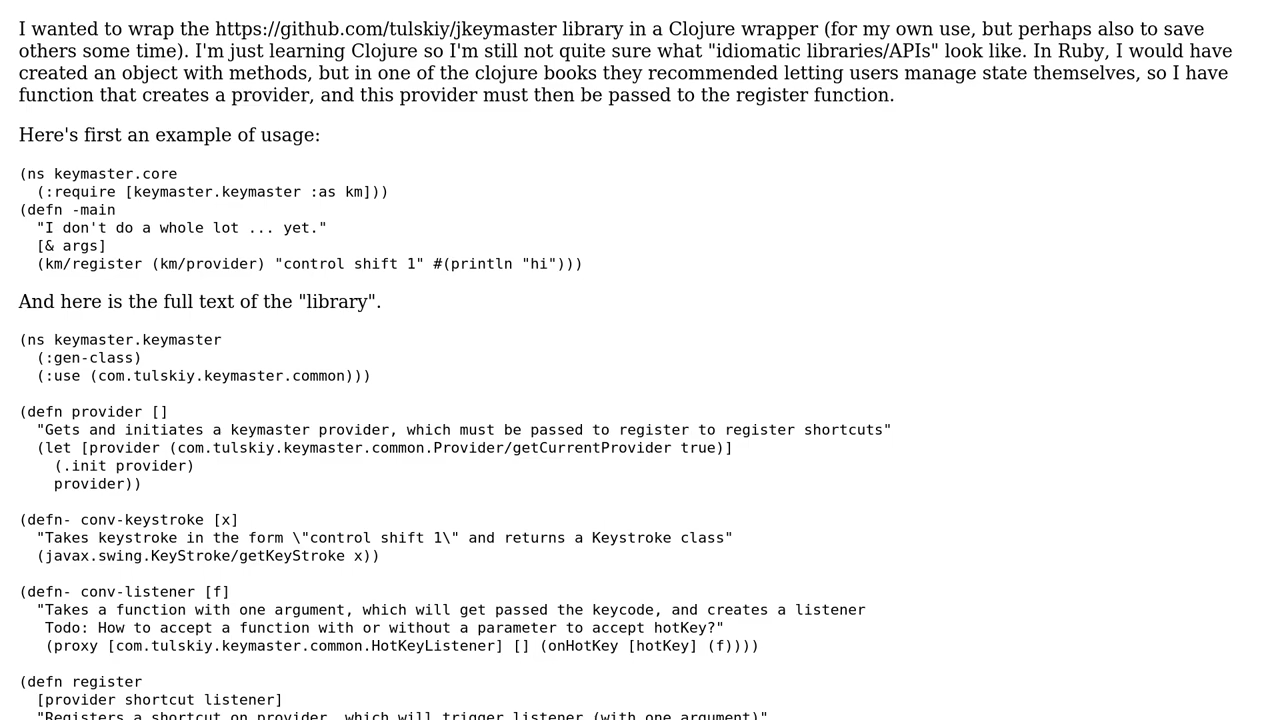 I wanted to wrap the https://github.com/tulskiy/jkeymaster library in a Clojure wrapper (for my own use, but perhaps also to save
others some time). I'm just learning Clojure so I'm still not quite sure what "idiomatic libraries/APIs" look like. In Ruby, I would have
created an object with methods, but in one of the clojure books they recommended letting users manage state themselves, so I have
function that creates a provider, and this provider must then be passed to the register function.
Here's first an example of usage:
(ns keymaster.core
  (:require [keymaster.keymaster :as km]))
(defn -main
  "I don't do a whole lot ... yet."
  [& args]
  (km/register (km/provider) "control shift 1" #(println "hi")))
And here is the full text of the "library".
(ns keymaster.keymaster
  (:gen-class)
  (:use (com.tulskiy.keymaster.common)))
(defn provider []
  "Gets and initiates a keymaster provider, which must be passed to register to register shortcuts"
  (let [provider (com.tulskiy.keymaster.common.Provider/getCurrentProvider true)]
    (.init provider)
    provider))
(defn- conv-keystroke [x]
  "Takes keystroke in the form \"control shift 1\" and returns a Keystroke class"
  (javax.swing.KeyStroke/getKeyStroke x))
(defn- conv-listener [f]
  "Takes a function with one argument, which will get passed the keycode, and creates a listener
   Todo: How to accept a function with or without a parameter to accept hotKey?"
   (proxy [com.tulskiy.keymaster.common.HotKeyListener] [] (onHotKey [hotKey] (f))))
(defn register
  [provider shortcut listener]
  "Registers a shortcut on provider, which will trigger listener (with one argument)"